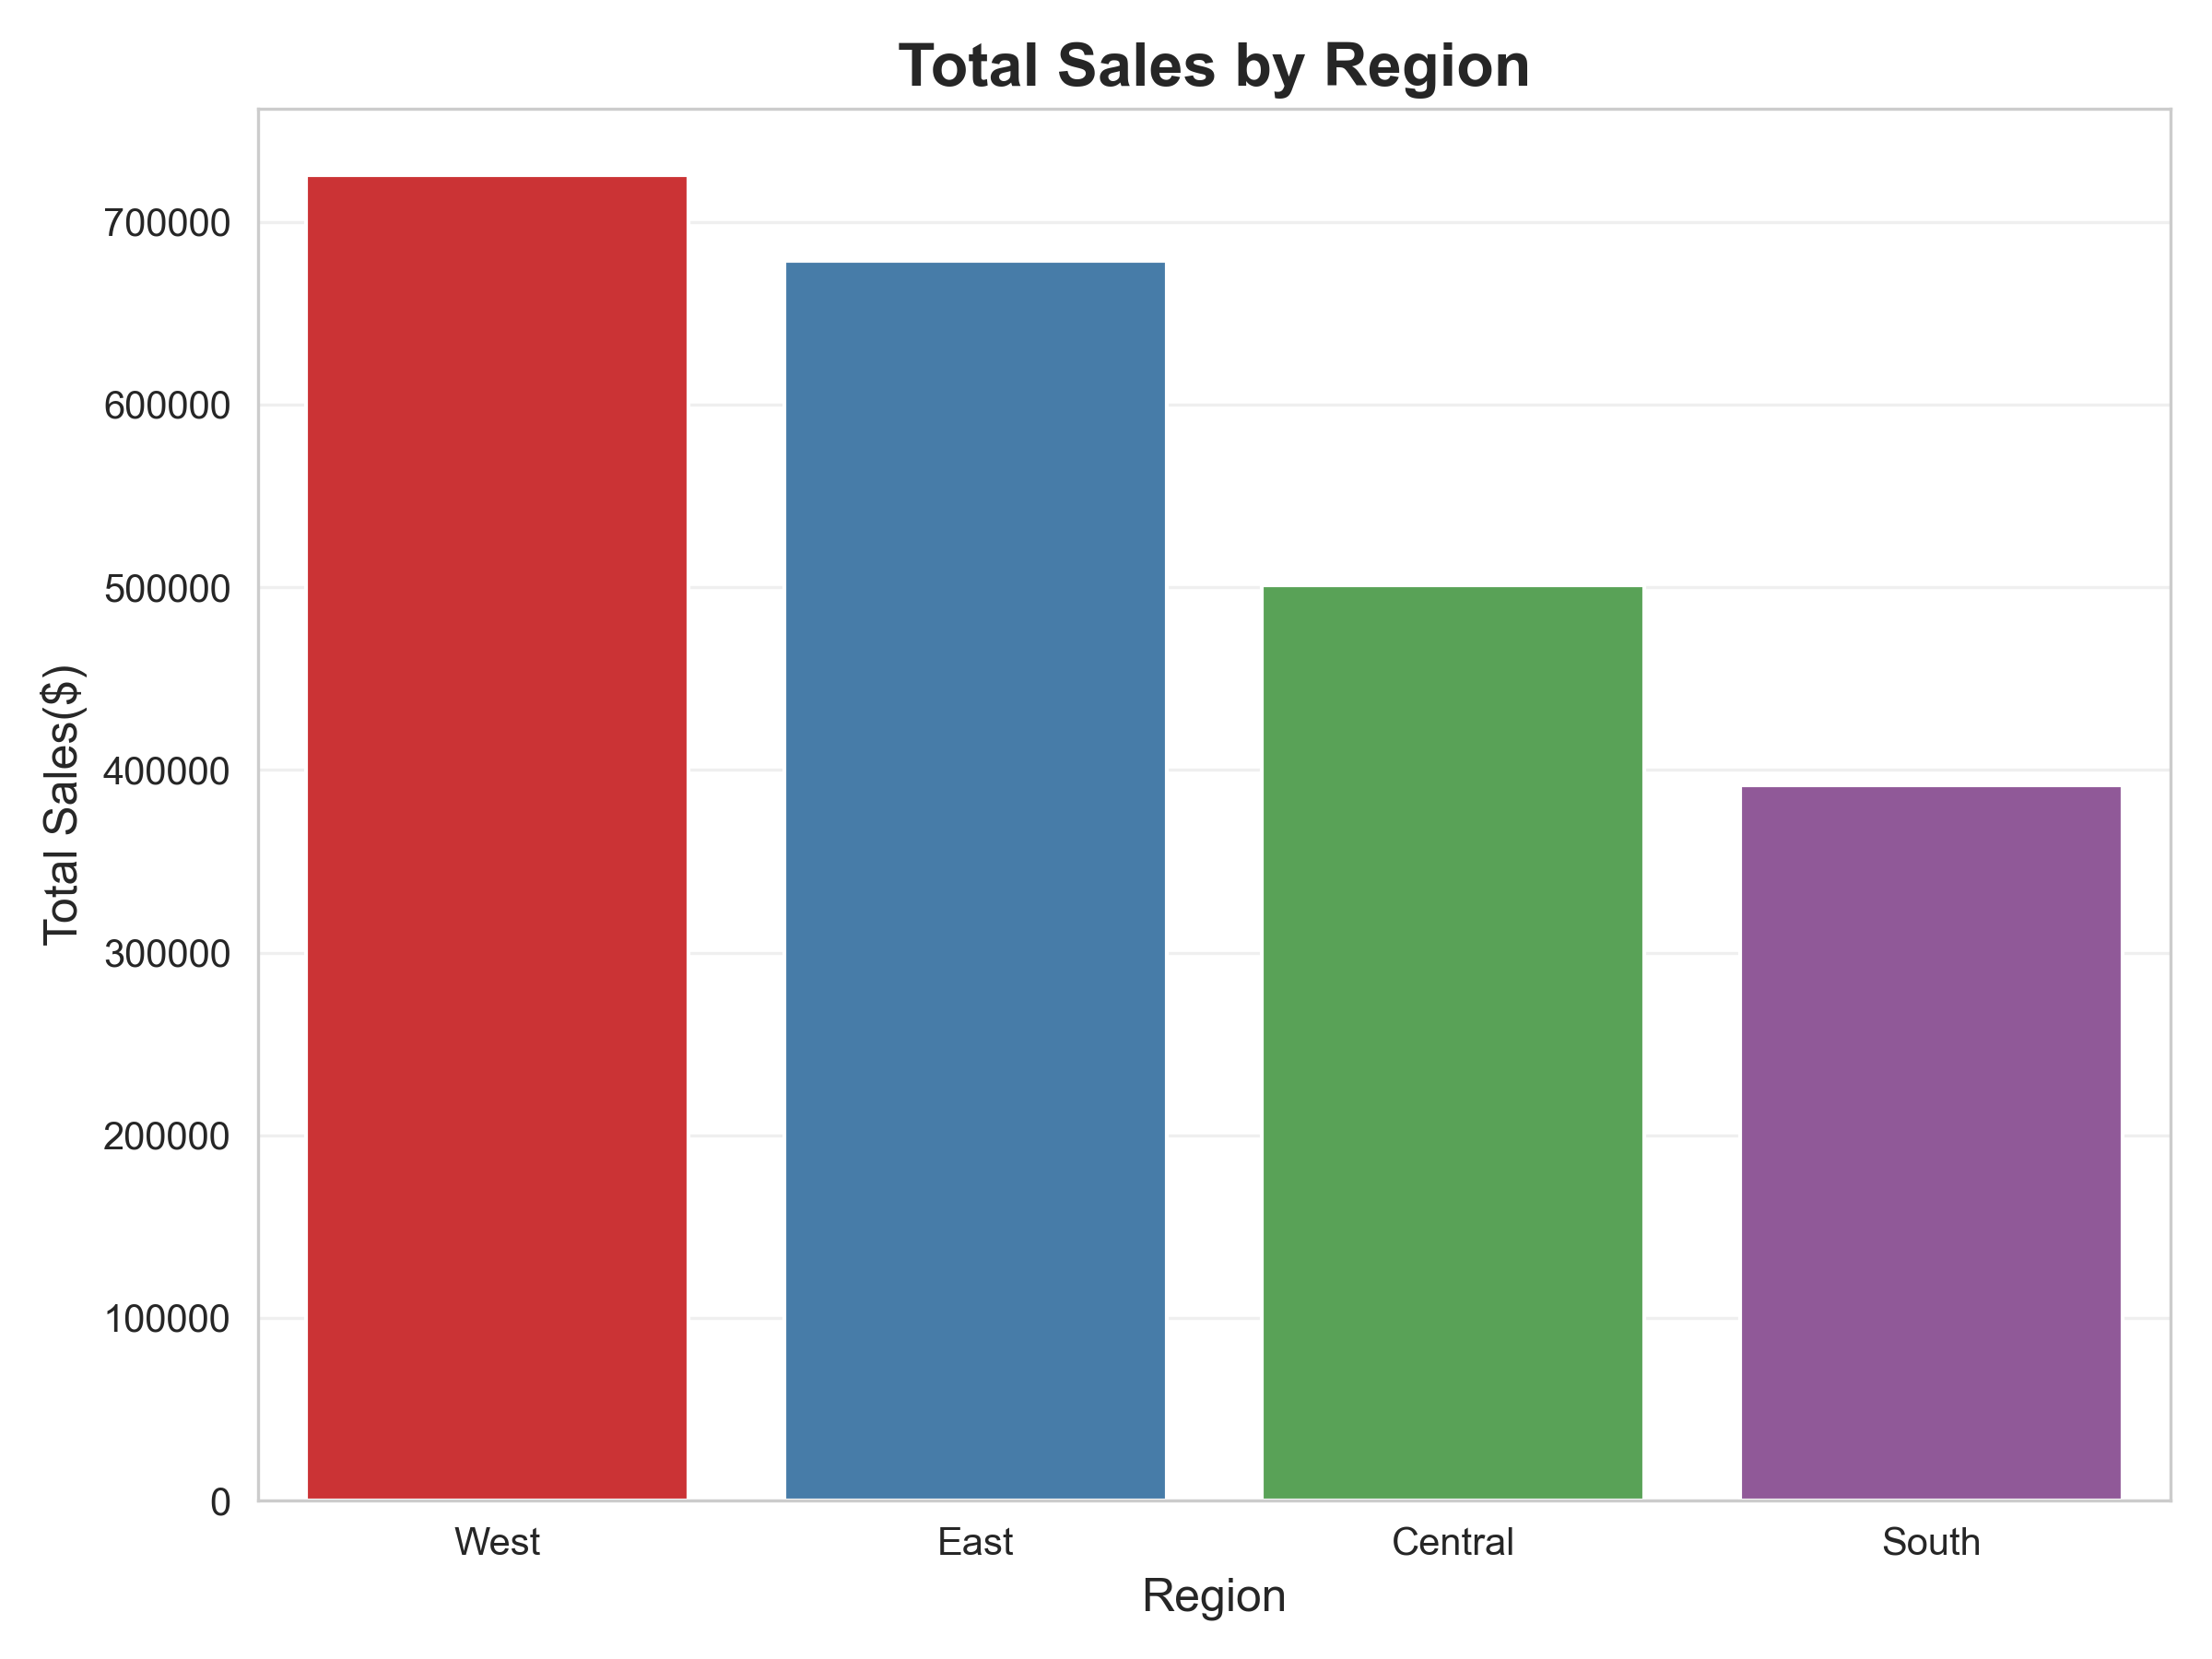 Total Sales by Region
Total Sales($)
700000
600000
500000
400000
300000
200000
100000
0
West
East
Central
South
Region